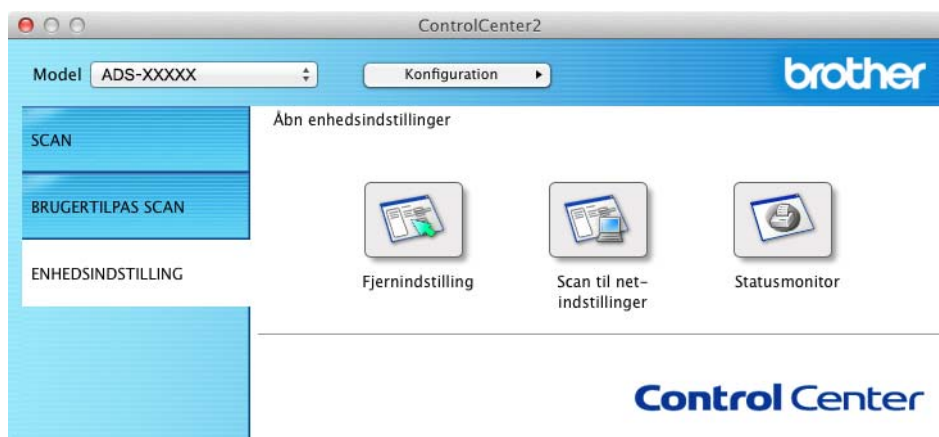 ControlCenter2
Model ADS-XXXXX Konfiguration
brother
SCAN
BRUGERTILPAS SCAN
ENHEDSINDSTILLING
Åbn enhedsindstillinger
Fjernindstilling
Scan til net-
indstillinger
Statusmonitor
Control Center